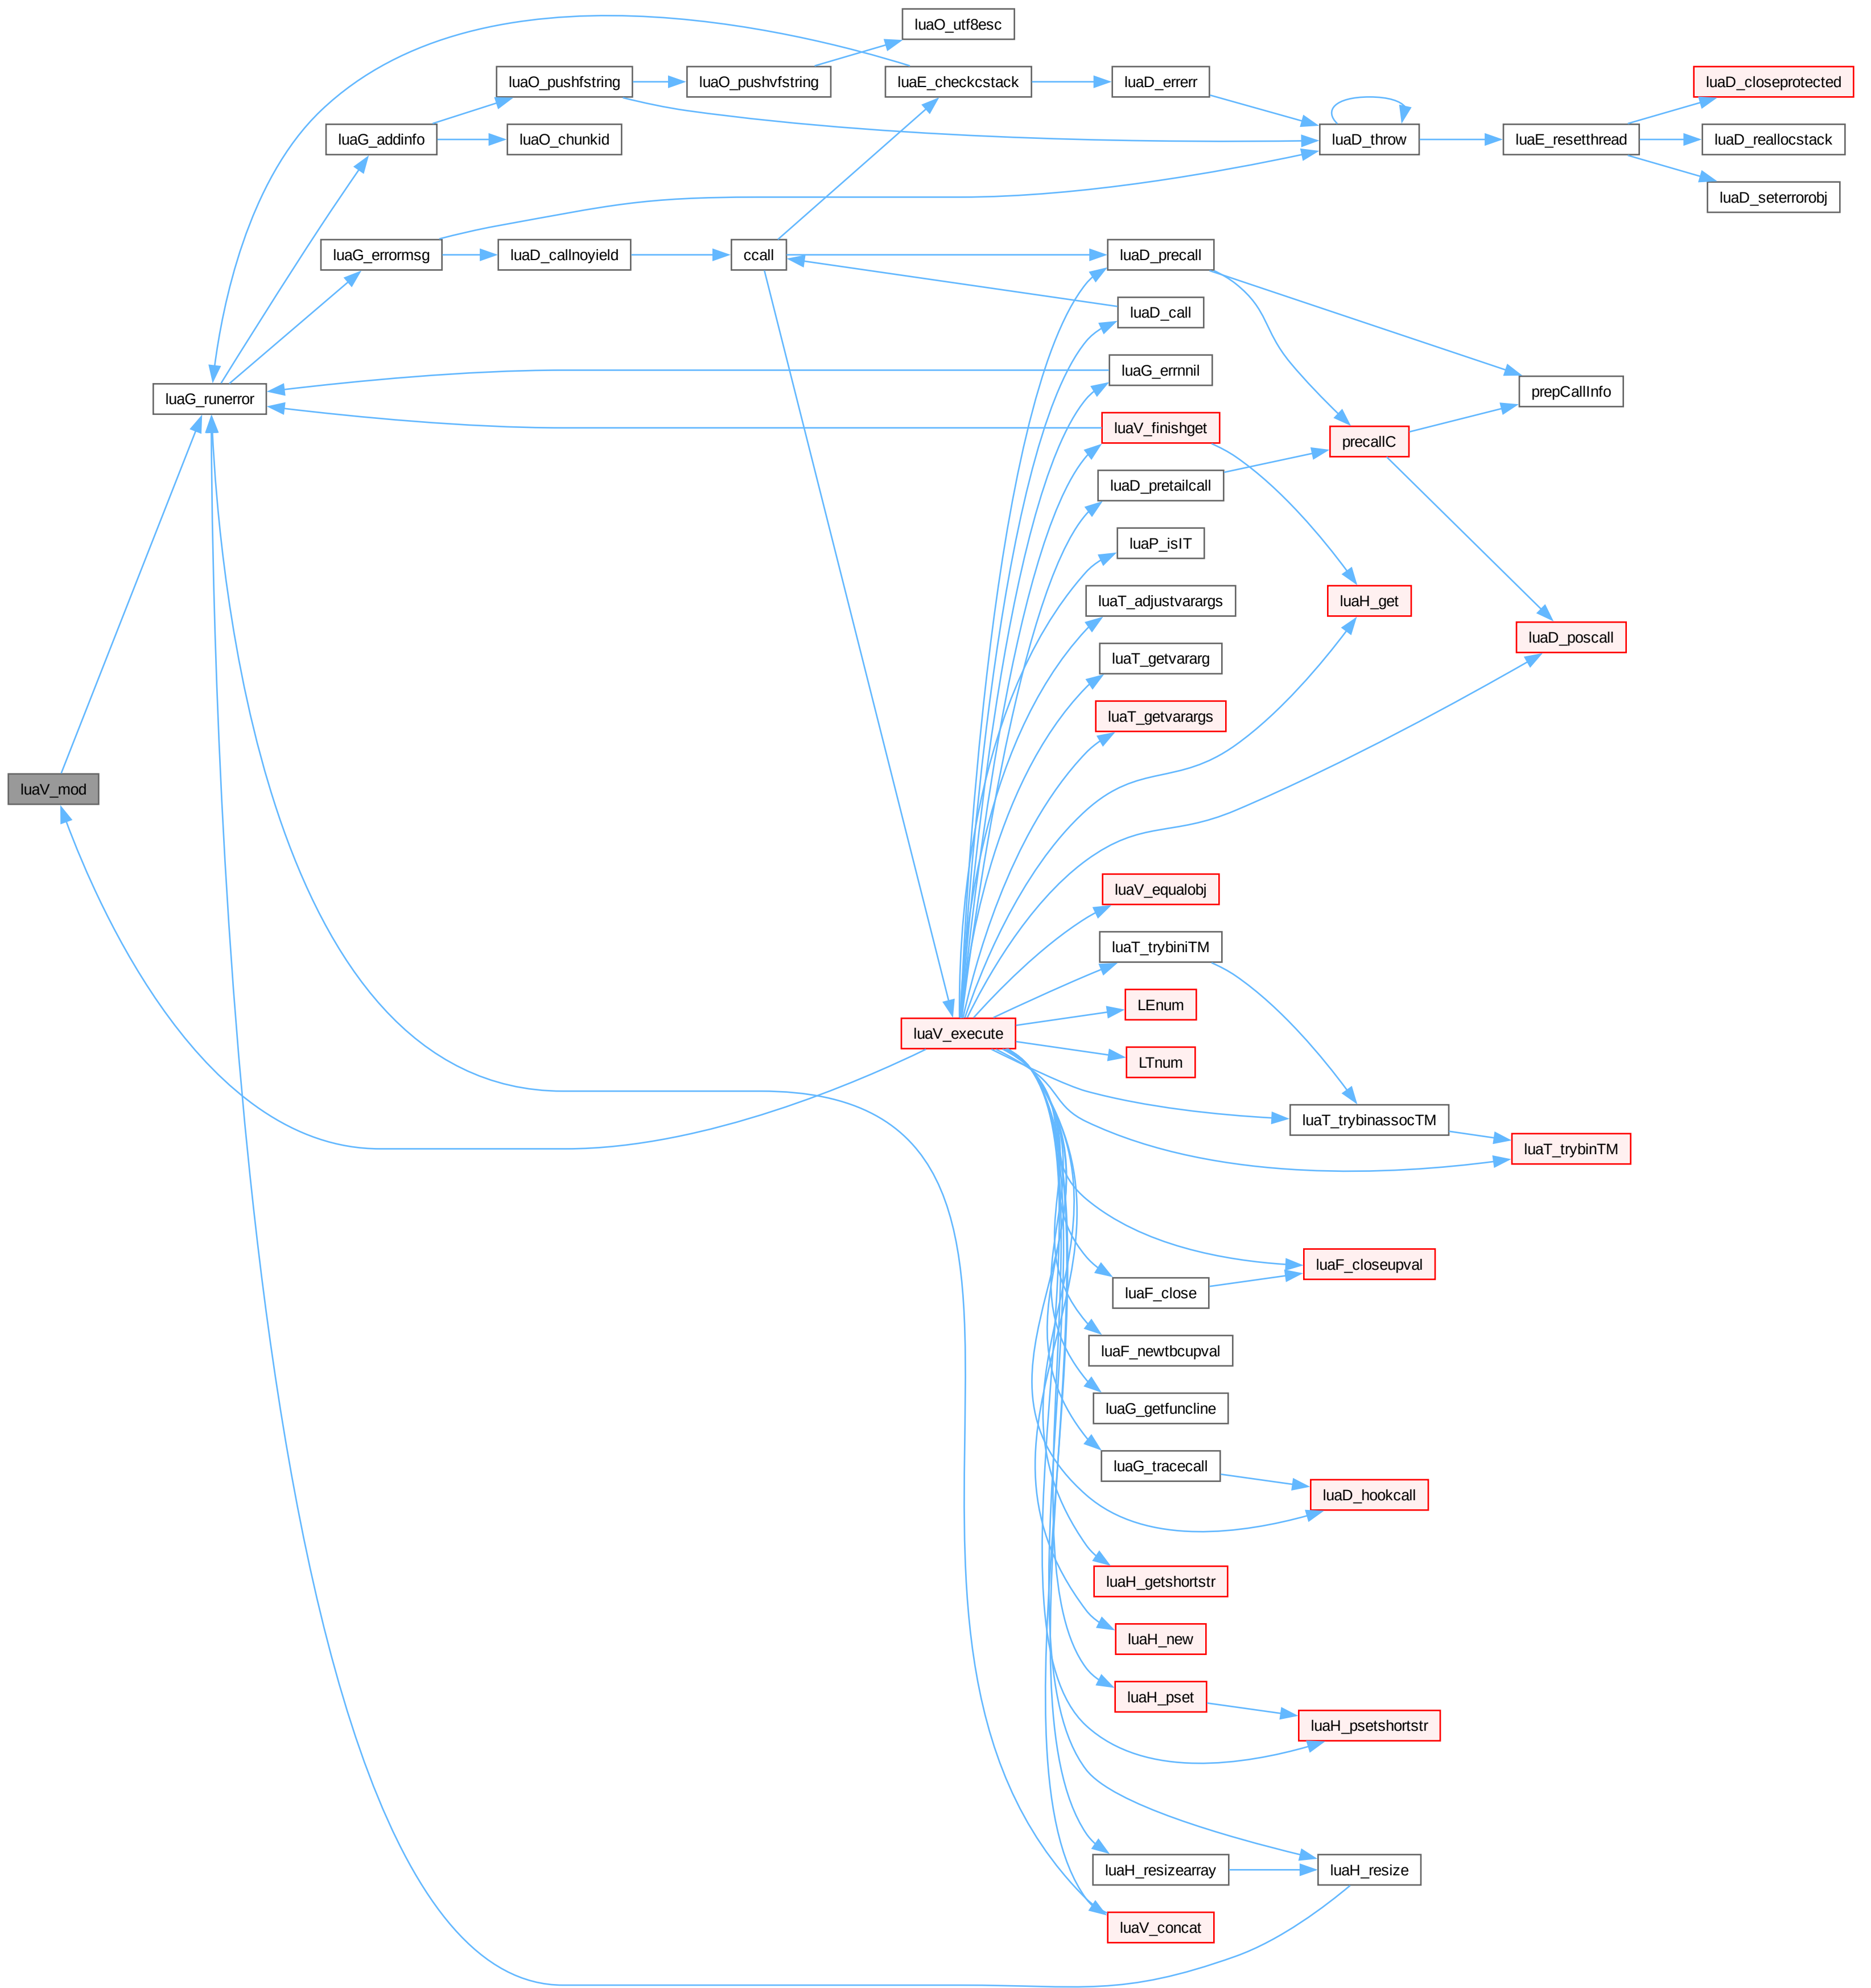 luaO_utf8esc
luaO_pushfstring
luaO_pushvfstring
luaE_checkcstack
luaD_errerr
luaD_closeprotected
luaG_addinfo
luaO_chunkid
luaD_throw
luaE_resetthread
luaD_reallocstack
luaD_seterrorobj
luaG_errormsg
luaD_callnoyield
ccall
luaD_precall
luaD_call
luaG_runerror
luaG_errnnil
prepCallInfo
luaV_finishget
precallC
luaD_pretailcall
luaP_isIT
luaT_adjustvarargs
luaH_get
luaT_getvararg
luaD_poscall
luaT_getvarargs
luaV_mod
luaV_equalobj
luaT_trybiniTM
LEnum
luaV_execute
LTnum
luaT_trybinassocTM
luaT_trybinTM
luaF_closeupval
luaF_close
luaF_newtbcupval
luaG_getfuncline
luaG_tracecall
luaD_hookcall
luaH_getshortstr
luaH_new
luaH_pset
luaH_psetshortstr
luaH_resizearray
luaH_resize
luaV_concat